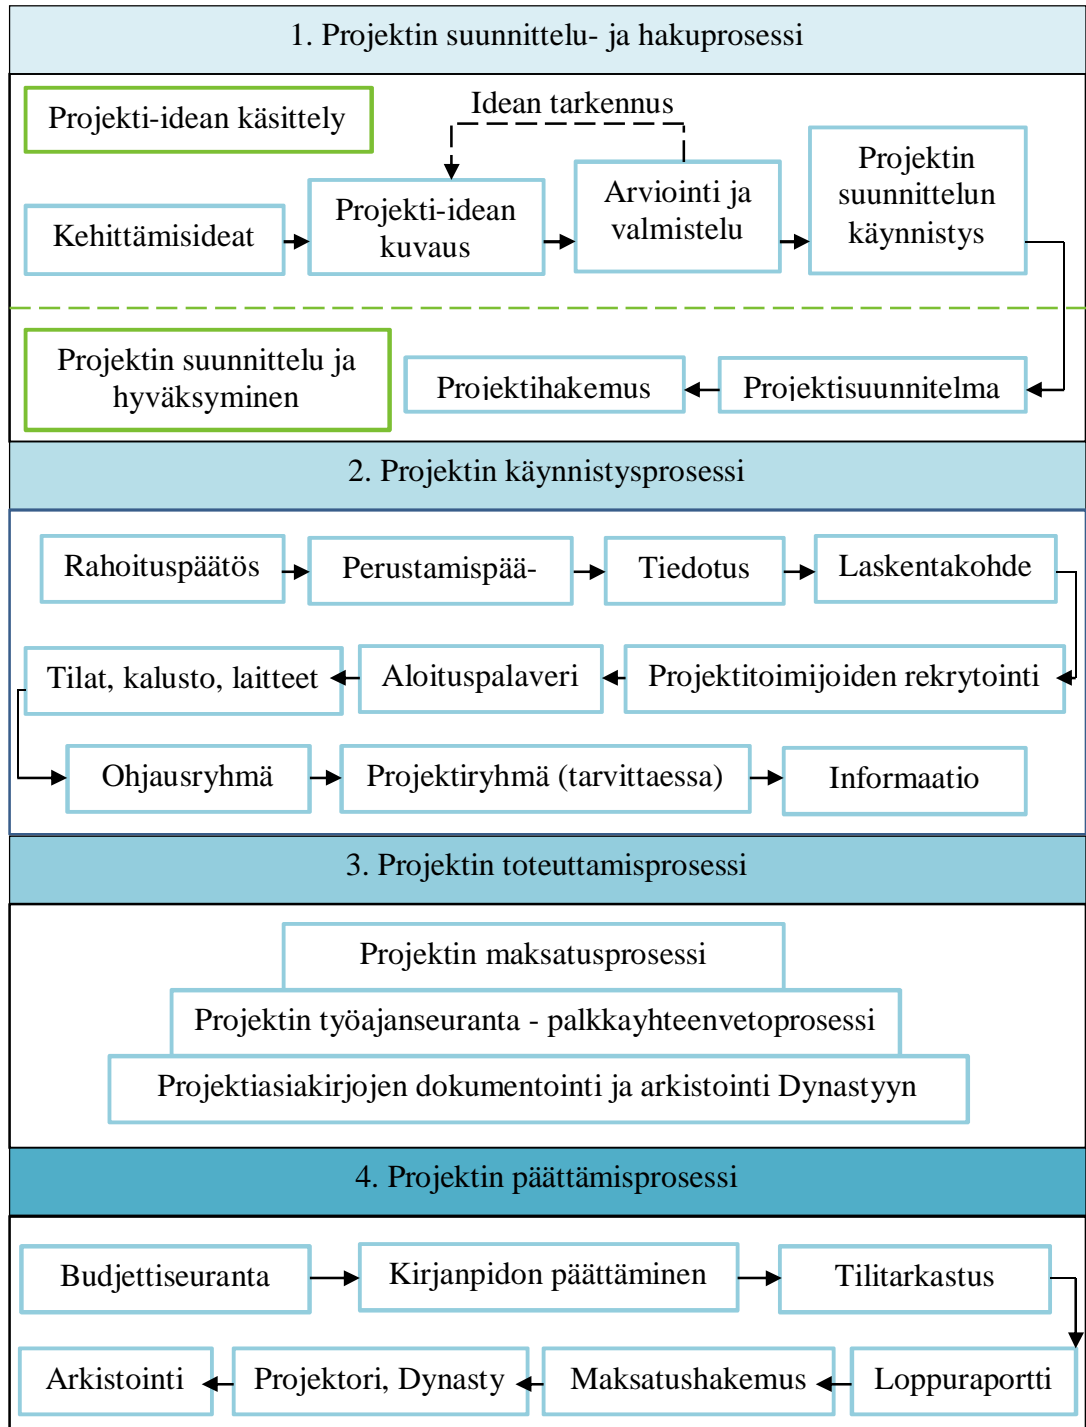 1. Projektin suunnittelu- ja hakuprosessi
Projekti-idean käsittely
Idean tarkennus
Kehittämisideat
Projekti-idean
kuvaus
Arviointi ja
valmistelu
Projektin
suunnittelun
käynnistys
Projektin suunnittelu ja
hyväksyminen
Projektihakemus
Projektisuunnitelma
2. Projektin käynnistysprosessi
Rahoituspäätös
Perustamispää-
Tiedotus
Laskentakohde
Tilat, kalusto, laitteet
Aloituspalaveri
Projektitoimijoiden rekrytointi
Ohjausryhmä
Projektiryhmä (tarvittaessa)
Informaatio
3. Projektin toteuttamisprosessi
Projektin maksatusprosessi
Projektin työajanseuranta - palkkayhteenvetoprosessi
Projektiasiakirjojen dokumentointi ja arkistointi Dynastyyn
4. Projektin päättämisprosessi
Budjettiseuranta
Kirjanpidon päättäminen
Tilitarkastus
Arkistointi
Projektori, Dynasty
Maksatushakemus
Loppuraportti